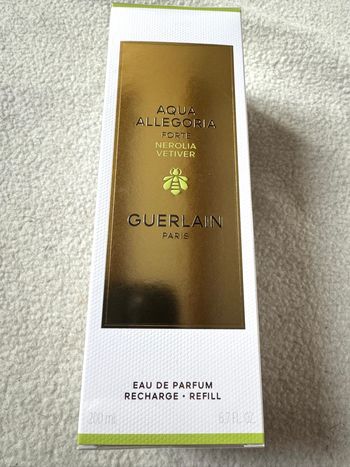 AQUA
ALLEGORIA
FORTE
NEROLIA
VETIVER
GUERLAIN
PARIS
EAU DE PARFUM
RECHARGE • REFILL
200 ml 6.7 FL.OZ.